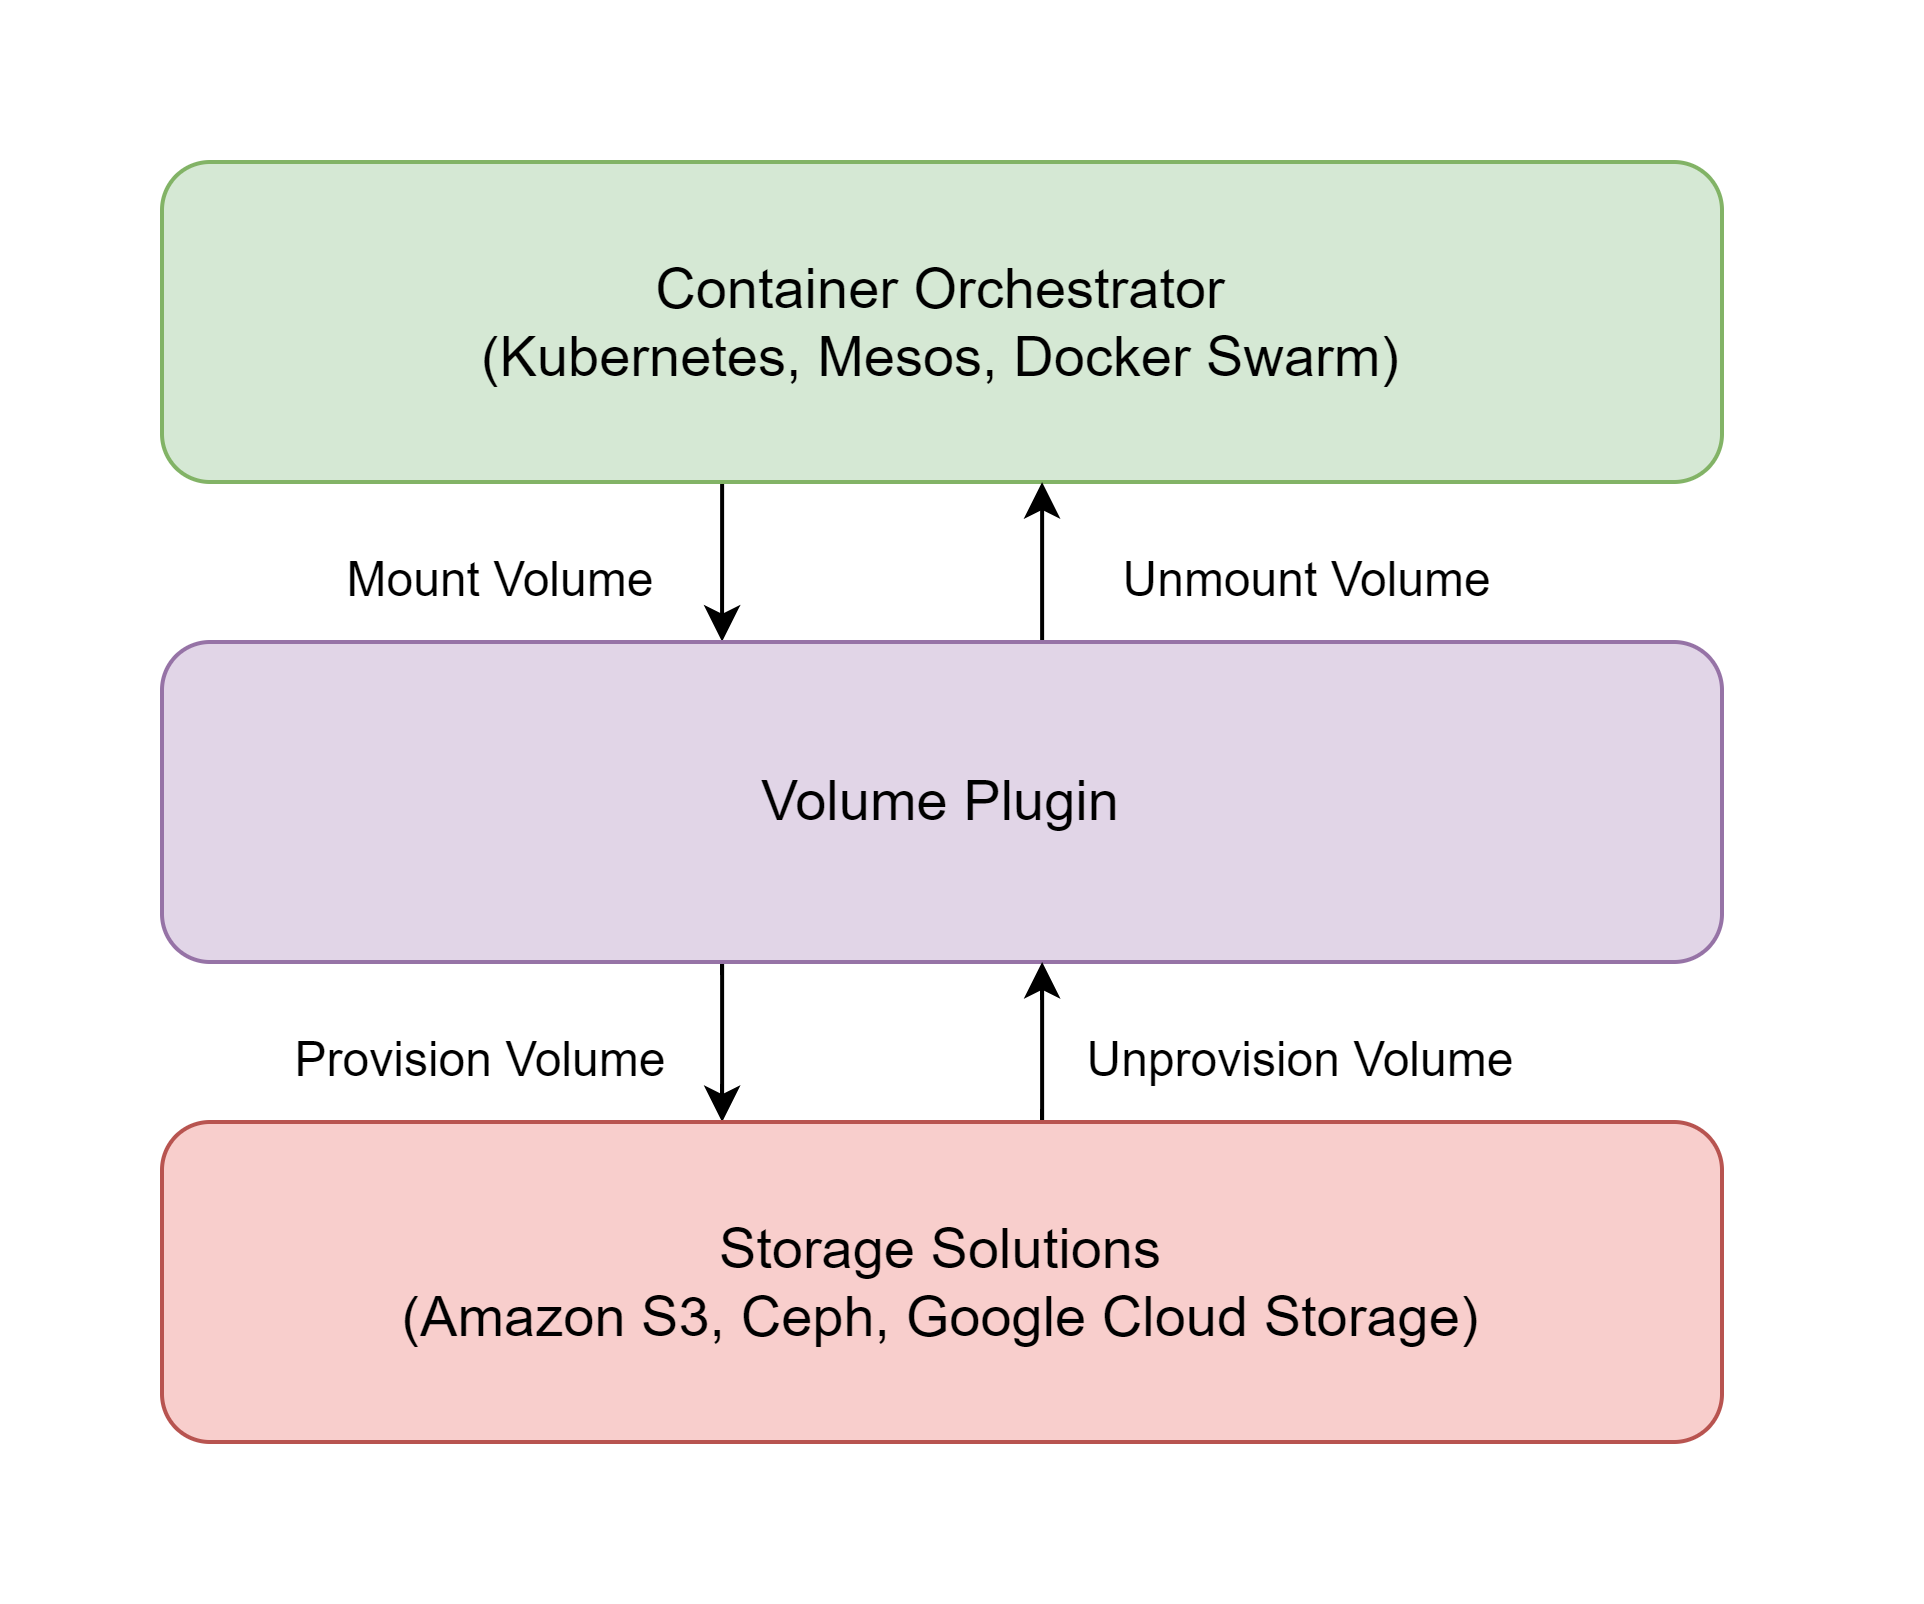 Container Orchestrator
(Kubernetes, Mesos, Docker Swarm)
Mount Volume
Unmount Volume
Volume Plugin
Provision Volume
Unprovision Volume
Storage Solutions
(Amazon S3, Ceph, Google Cloud Storage)